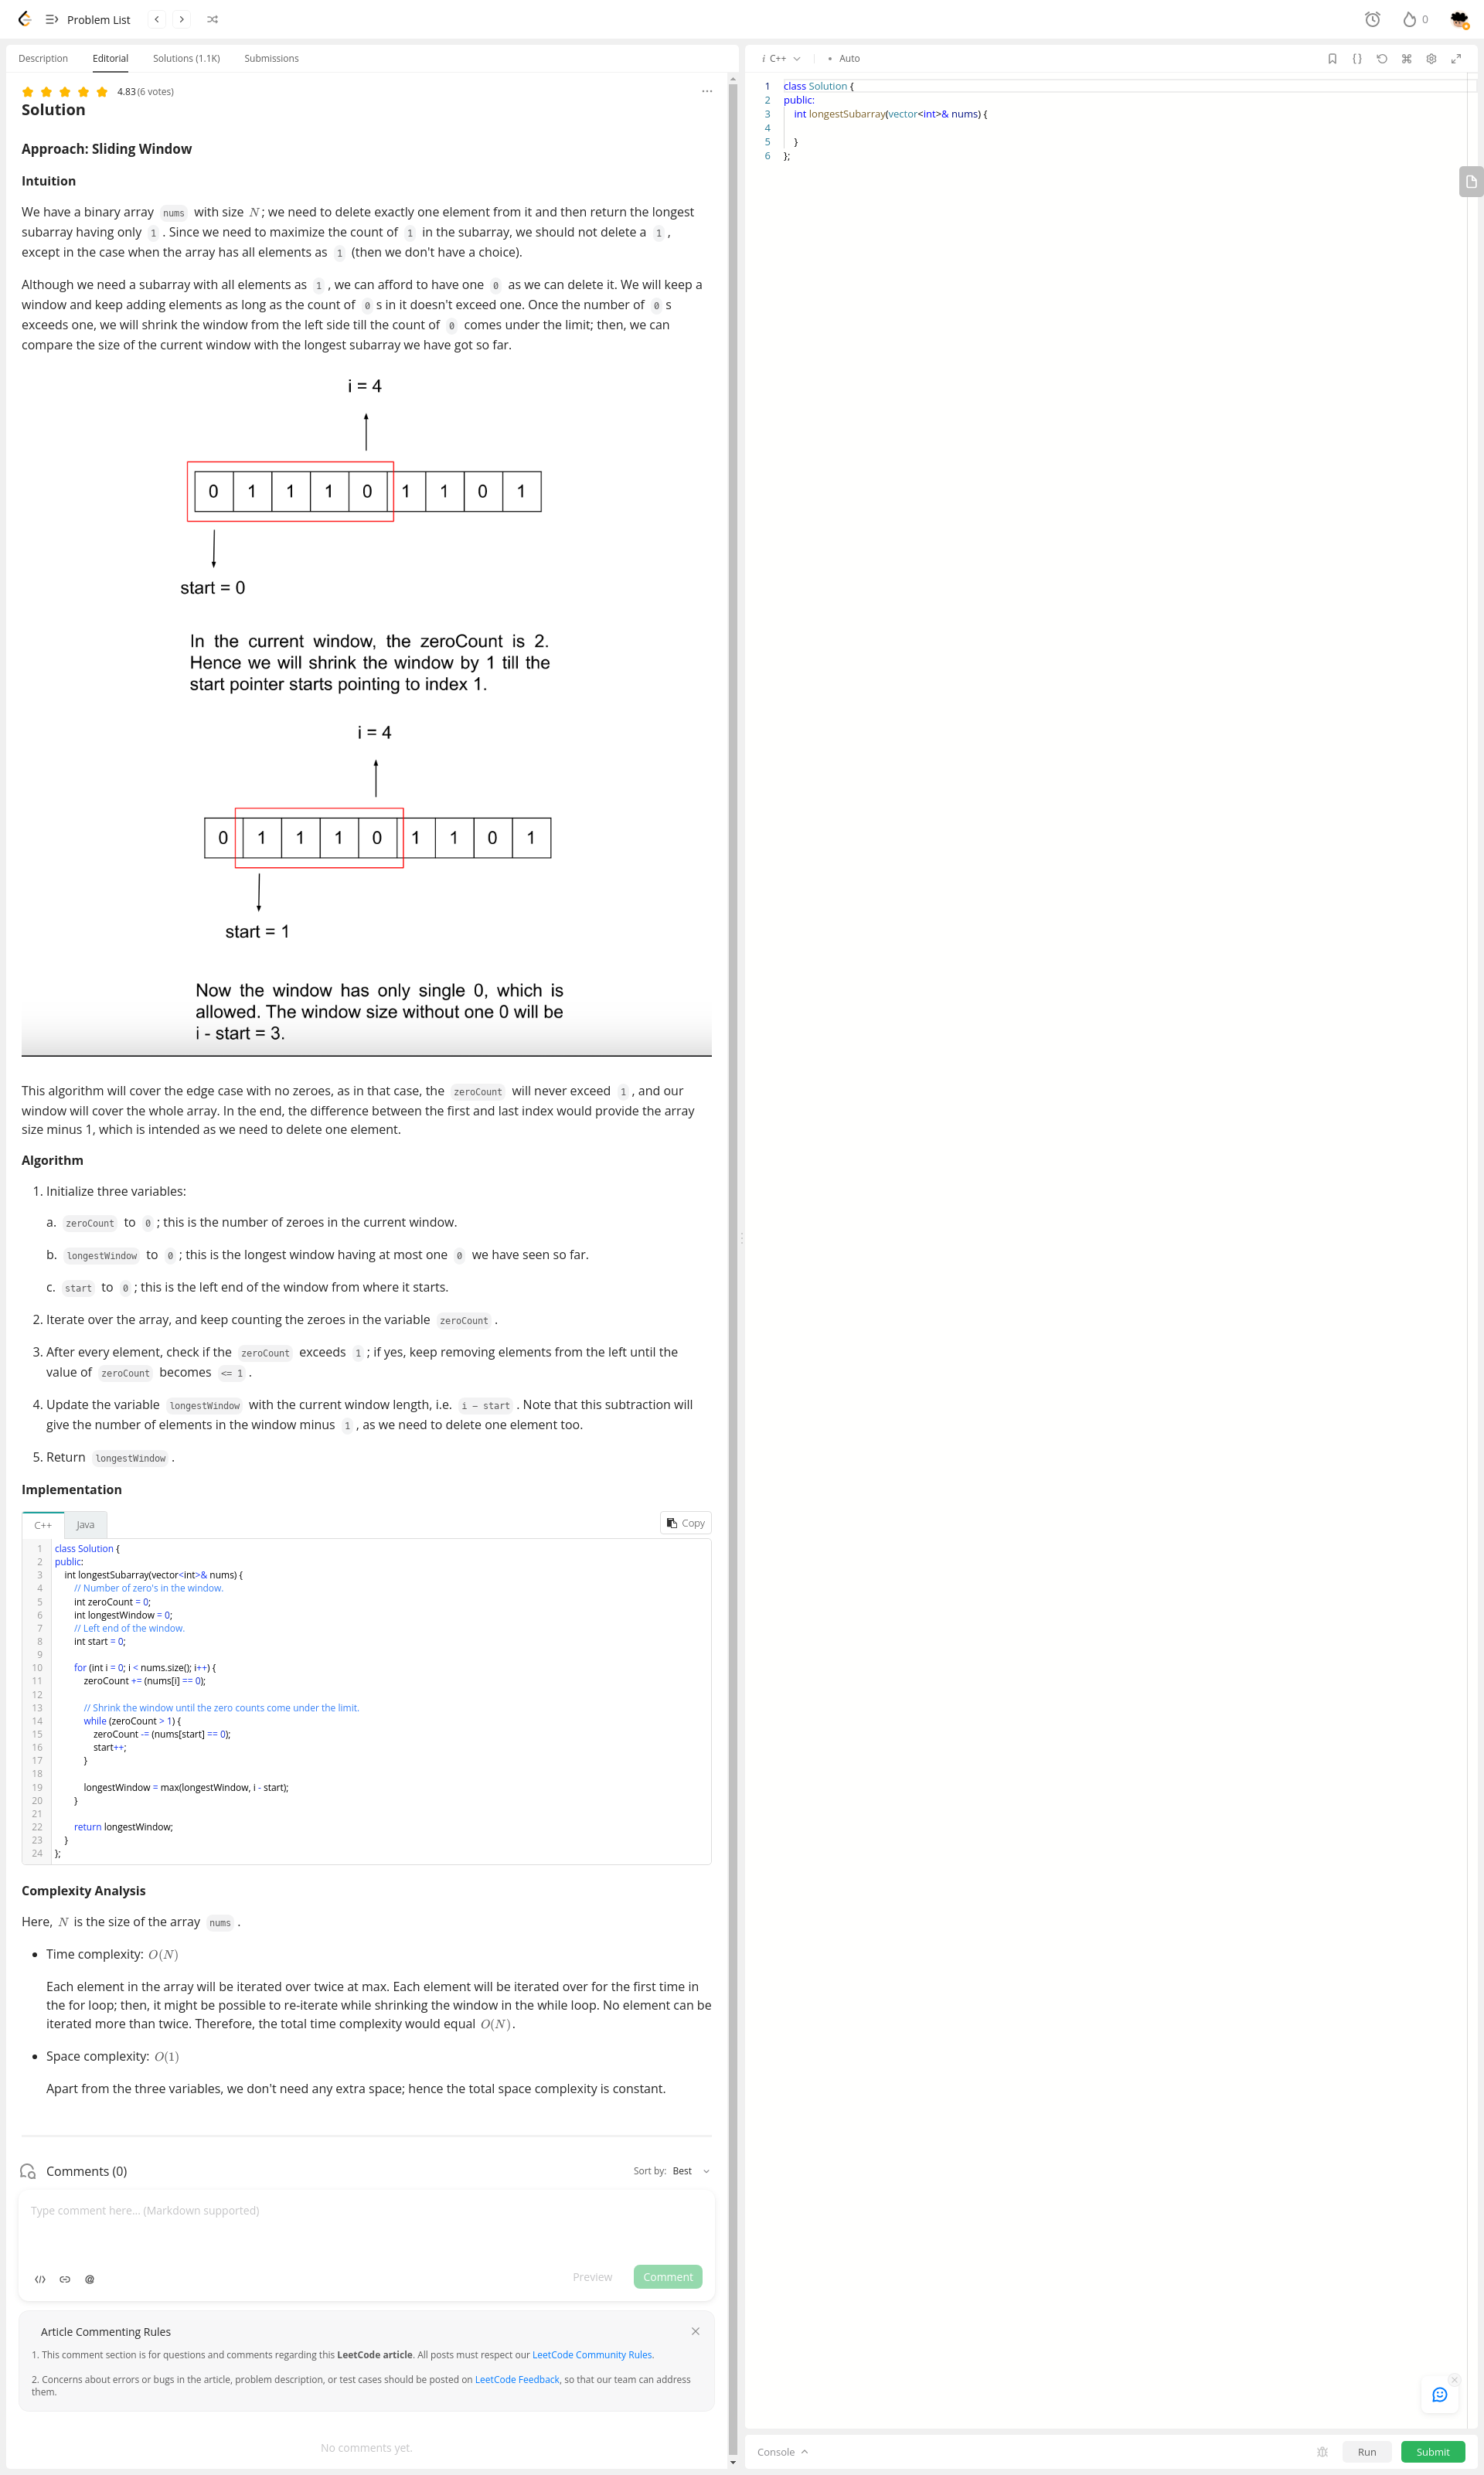 Problem List
0
Description Editorial Solutions (1.1K) Submissions
4.83 (6 votes)
Solution
Approach: Sliding Window
Intuition
We have a binary array nums with size N; we need to delete exactly one element from it and then return the longest
subarray having only 1. Since we need to maximize the count of 1 in the subarray, we should not delete a 1,
except in the case when the array has all elements as 1 (then we don't have a choice).
Although we need a subarray with all elements as 1, we can afford to have one 0 as we can delete it. We will keep a
window and keep adding elements as long as the count of 0 s in it doesn't exceed one. Once the number of 0 s
exceeds one, we will shrink the window from the left side till the count of 0 comes under the limit; then, we can
compare the size of the current window with the longest subarray we have got so far.
i = 4
0 1 1 1 0 1 1 0 1
start = 0
In the current window, the zeroCount is 2.
Hence we will shrink the window by 1 till the
start pointer starts pointing to index 1.
i = 4
0 1 1 1 0 1 1 0 1
start = 1
Now the window has only single 0, which is
allowed. The window size without one 0 will be
i - start = 3.
This algorithm will cover the edge case with no zeroes, as in that case, the zeroCount will never exceed 1, and our
window will cover the whole array. In the end, the difference between the first and last index would provide the array
size minus 1, which is intended as we need to delete one element.
Algorithm
1. Initialize three variables:
a. zeroCount to 0; this is the number of zeroes in the current window.
b. longestWindow to 0; this is the longest window having at most one 0 we have seen so far.
c. start to 0; this is the left end of the window from where it starts.
2. Iterate over the array, and keep counting the zeroes in the variable zeroCount.
3. After every element, check if the zeroCount exceeds 1; if yes, keep removing elements from the left until the
value of zeroCount becomes <= 1.
4. Update the variable longestWindow with the current window length, i.e. i – start. Note that this subtraction will
give the number of elements in the window minus 1, as we need to delete one element too.
5. Return longestWindow.
Implementation
C++ Java Copy
1 class Solution {
2 public:
3 int longestSubarray(vector<int>& nums) {
4 // Number of zero's in the window.
5 int zeroCount = 0;
6 int longestWindow = 0;
7 // Left end of the window.
8 int start = 0;
9
10 for (int i = 0; i < nums.size(); i++) {
11 zeroCount += (nums[i] == 0);
12
13 // Shrink the window until the zero counts come under the limit.
14 while (zeroCount > 1) {
15 zeroCount -= (nums[start] == 0);
16 start++;
17 }
18
19 longestWindow = max(longestWindow, i - start);
20 }
21
22 return longestWindow;
23 }
24 };
Complexity Analysis
Here, N is the size of the array nums.
• Time complexity: O(N)
Each element in the array will be iterated over twice at max. Each element will be iterated over for the first time in
the for loop; then, it might be possible to re-iterate while shrinking the window in the while loop. No element can be
iterated more than twice. Therefore, the total time complexity would equal O(N).
• Space complexity: O(1)
Apart from the three variables, we don't need any extra space; hence the total space complexity is constant.
Comments (0)
Sort by: Best
Type comment here... (Markdown supported)
Preview Comment
Article Commenting Rules
1. This comment section is for questions and comments regarding this LeetCode article. All posts must respect our LeetCode Community Rules.
2. Concerns about errors or bugs in the article, problem description, or test cases should be posted on LeetCode Feedback, so that our team can address
them.
No comments yet.
i C++ • Auto
1 class Solution {
2 public:
3 int longestSubarray(vector<int>& nums) {
4
5 }
6 };
Console
Run Submit